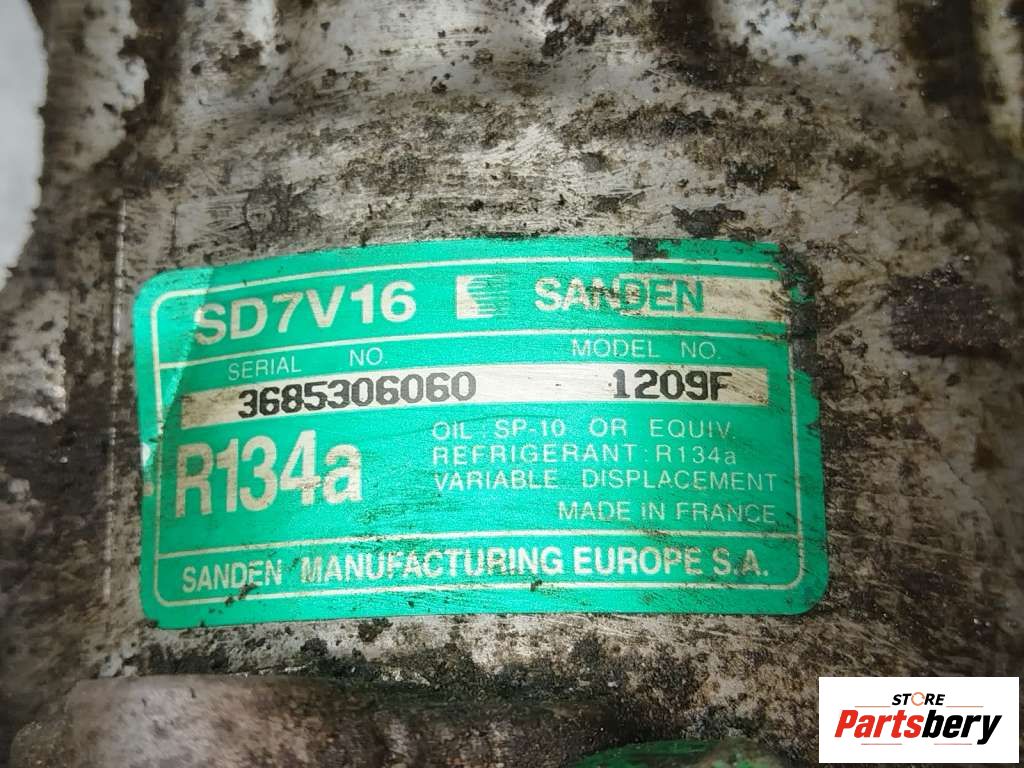 SD7V16 SANDEN
SERIAL NO. MODEL NO.
3685306060 1209F
R134a
OIL : SP-10 OR EQUIV.
REFRIGERANT : R134a
VARIABLE DISPLACEMENT
MADE IN FRANCE
SANDEN MANUFACTURING EUROPE S.A.
STORE
Partsbery